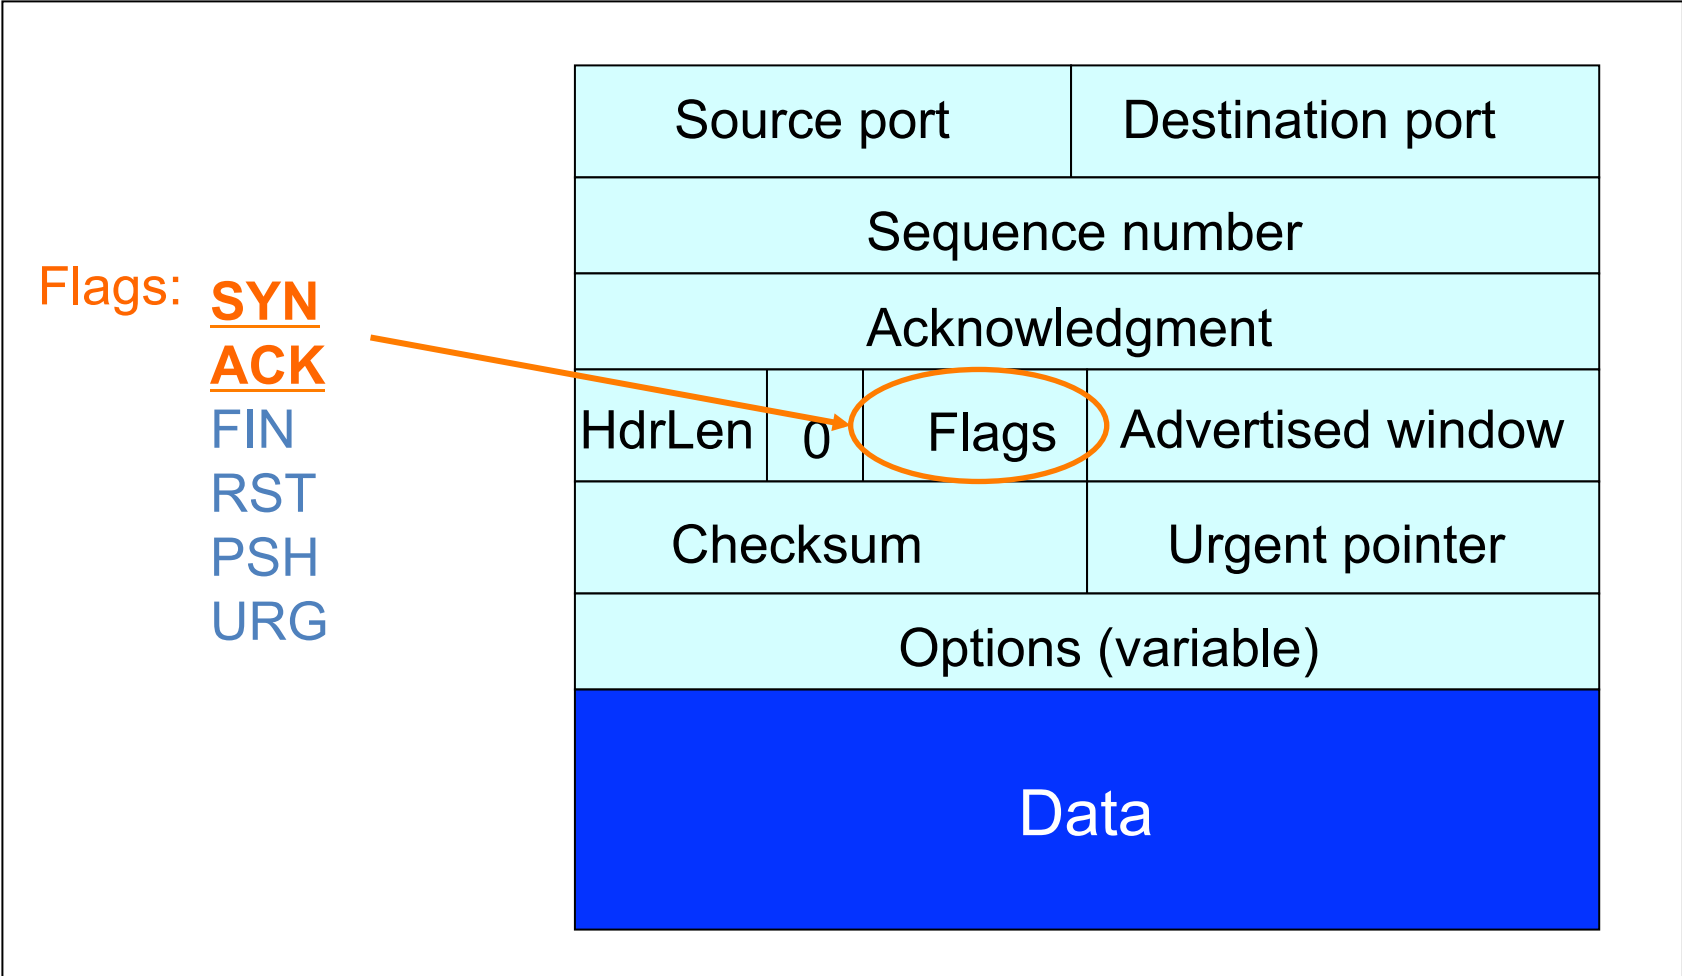 Flags:
SYN
ACK
FIN
RST
PSH
URG
Source port
Destination port
Sequence number
Acknowledgment
HdrLen
0
Flags
Advertised window
Checksum
Urgent pointer
Options (variable)
Data